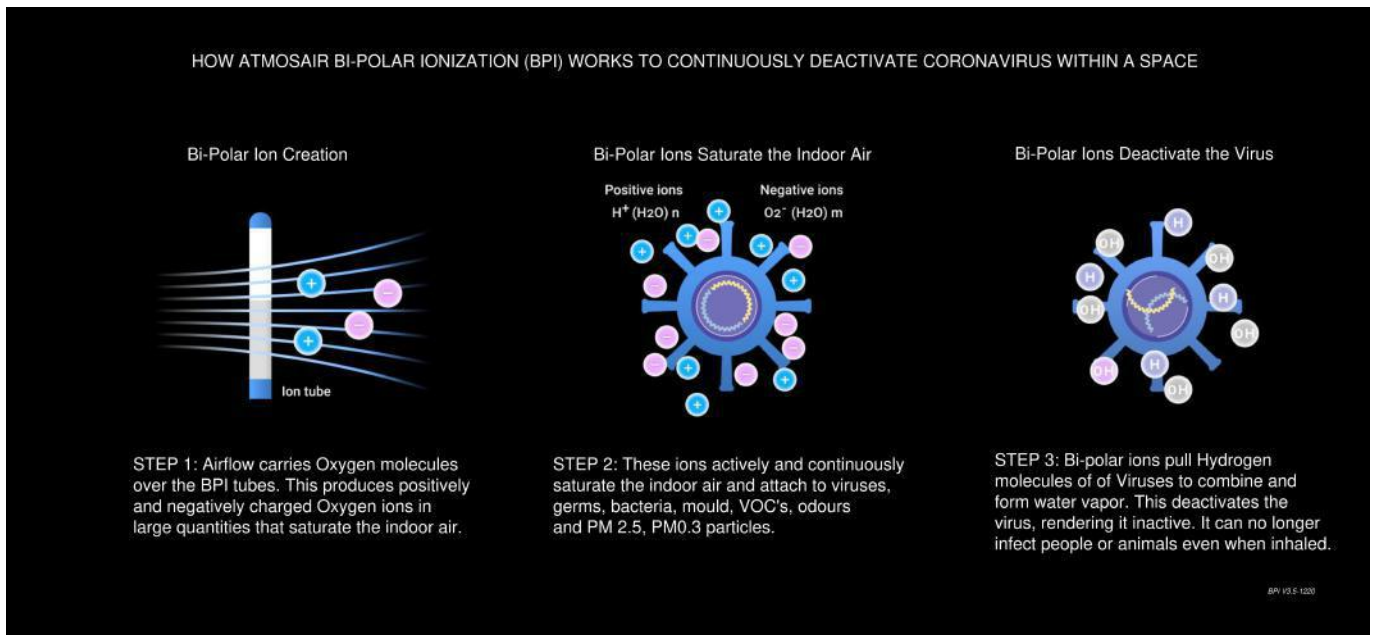 HOW ATMOSAIR BI-POLAR IONIZATION (BPI) WORKS TO CONTINUOUSLY DEACTIVATE CORONAVIRUS WITHIN A SPACE
Bi-Polar Ion Creation
+
−
−
+
Ion tube
STEP 1: Airflow carries Oxygen molecules
over the BPI tubes. This produces positively
and negatively charged Oxygen ions in
large quantities that saturate the indoor air.
Bi-Polar Ions Saturate the Indoor Air
Positive ions
H⁺ (H2O) n
Negative ions
O2⁻ (H2O) m
+
+
−
+
+
−
−
+
−
−
−
−
+
−
+
+
STEP 2: These ions actively and continuously
saturate the indoor air and attach to viruses,
germs, bacteria, mould, VOC's, odours
and PM 2.5, PM0.3 particles.
Bi-Polar Ions Deactivate the Virus
H
OH
OH
H
H
OH
OH
H
OH
OH
STEP 3: Bi-polar ions pull Hydrogen
molecules of of Viruses to combine and
form water vapor. This deactivates the
virus, rendering it inactive. It can no longer
infect people or animals even when inhaled.
BPI V3.5-1220